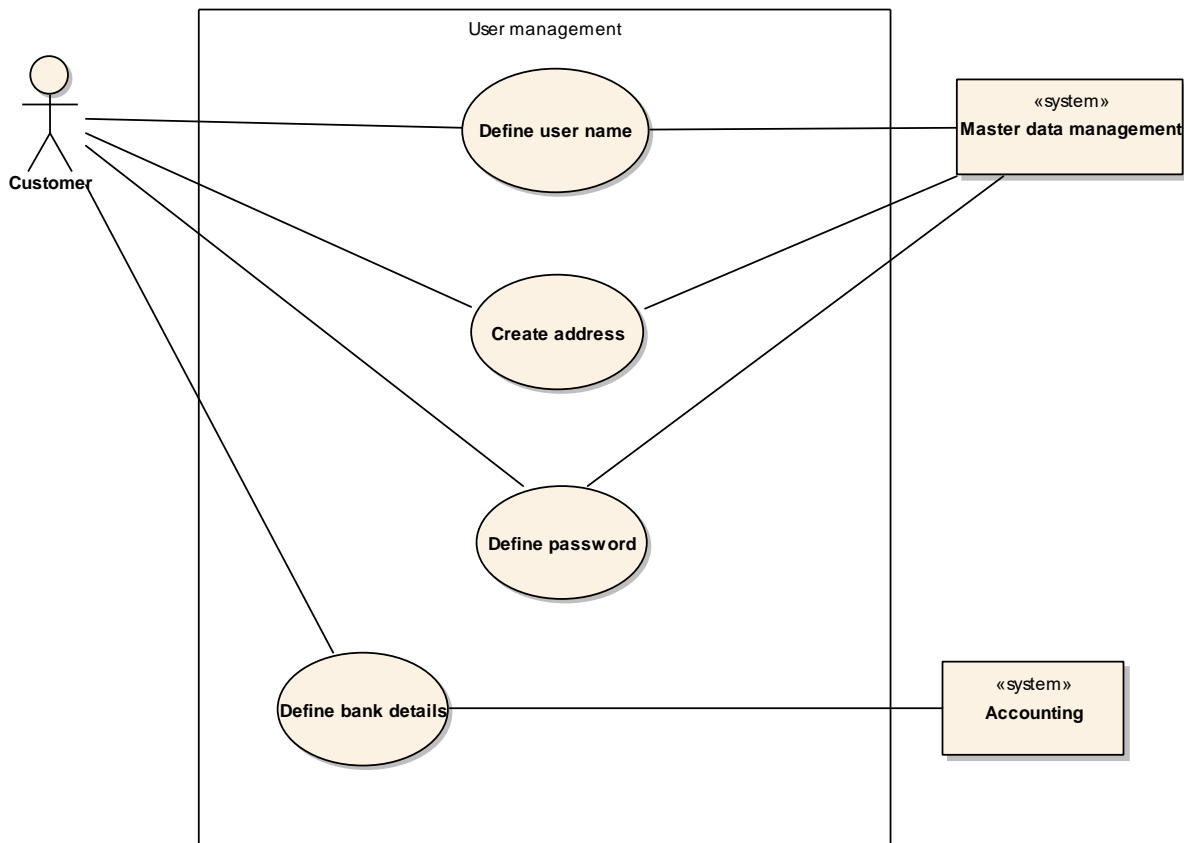 User management
Customer
Define user name
«system»
Master data management
Create address
Define password
Define bank details
«system»
Accounting